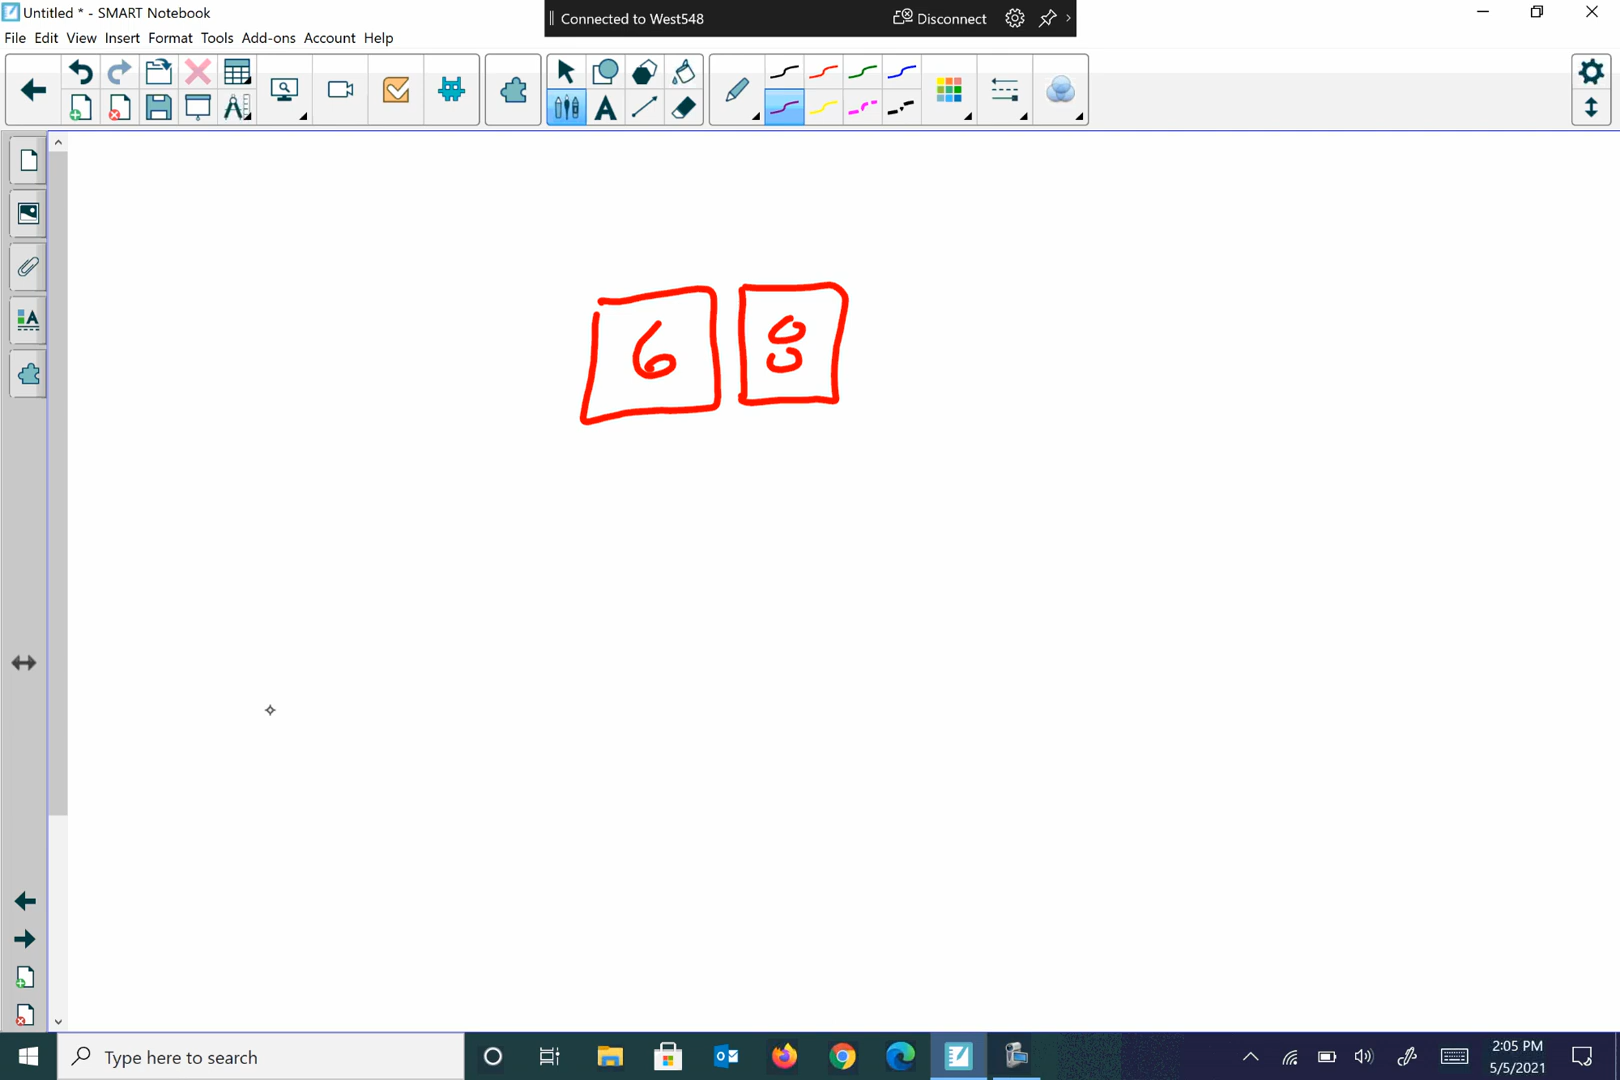 Untitled * - SMART Notebook
Connected to West548
Disconnect
File Edit View Insert Format Tools Add-ons Account Help
6 8
Type here to search
2:05 PM
5/5/2021